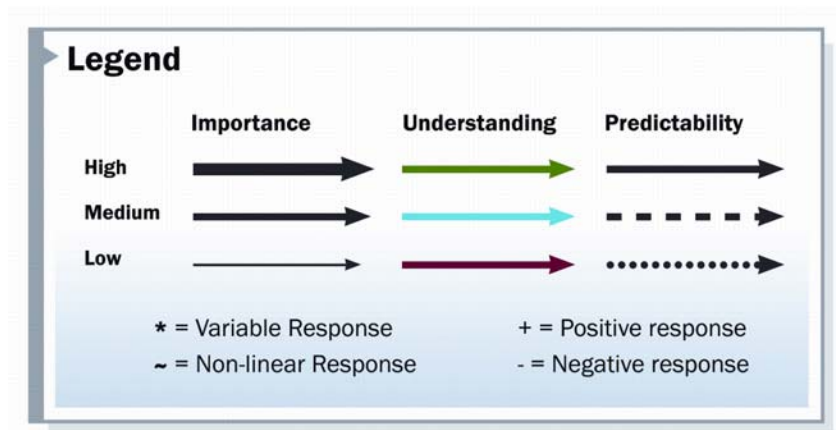 Legend
Importance Understanding Predictability
High
Medium
Low
* = Variable Response + = Positive response
~ = Non-linear Response - = Negative response